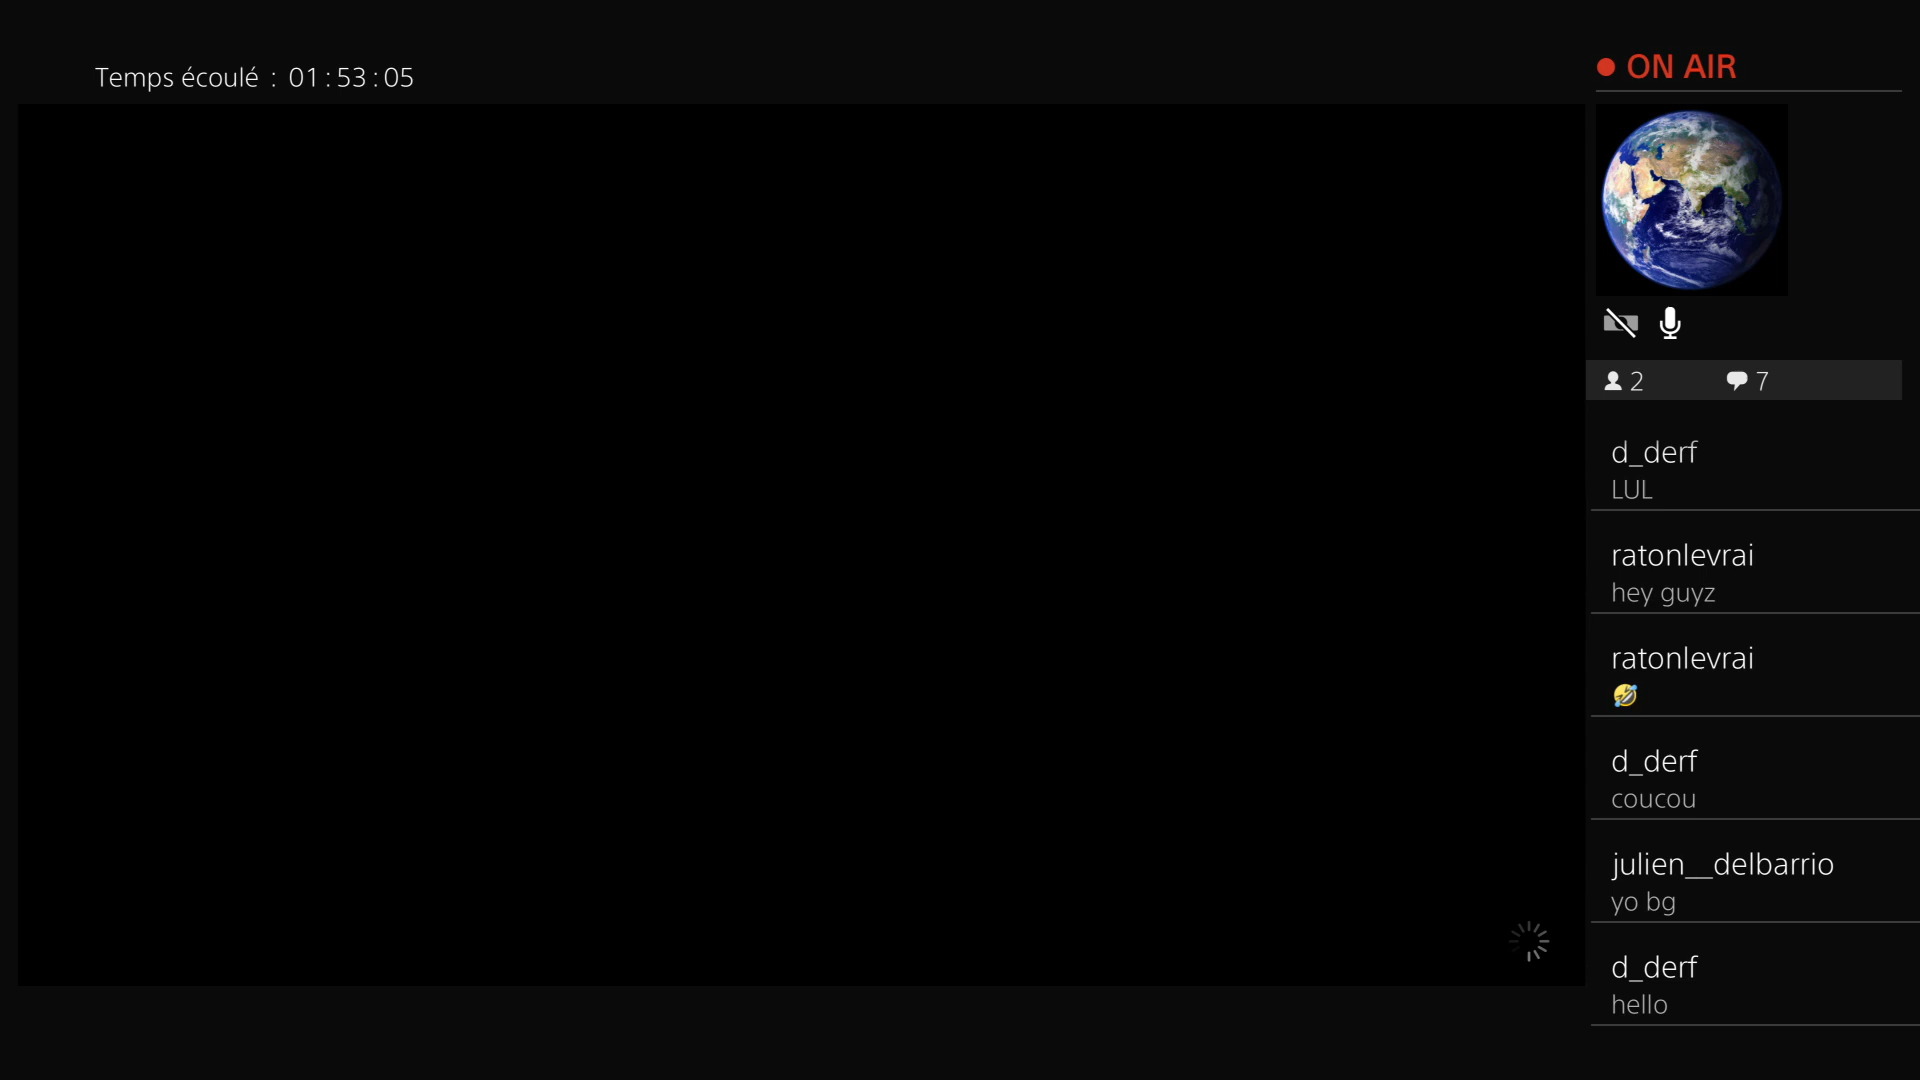 Temps écoulé : 01:53:05
ON AIR
2 7
d_derf
LUL
ratonlevrai
hey guyz
ratonlevrai
🤣
d_derf
coucou
julien__delbarrio
yo bg
d_derf
hello